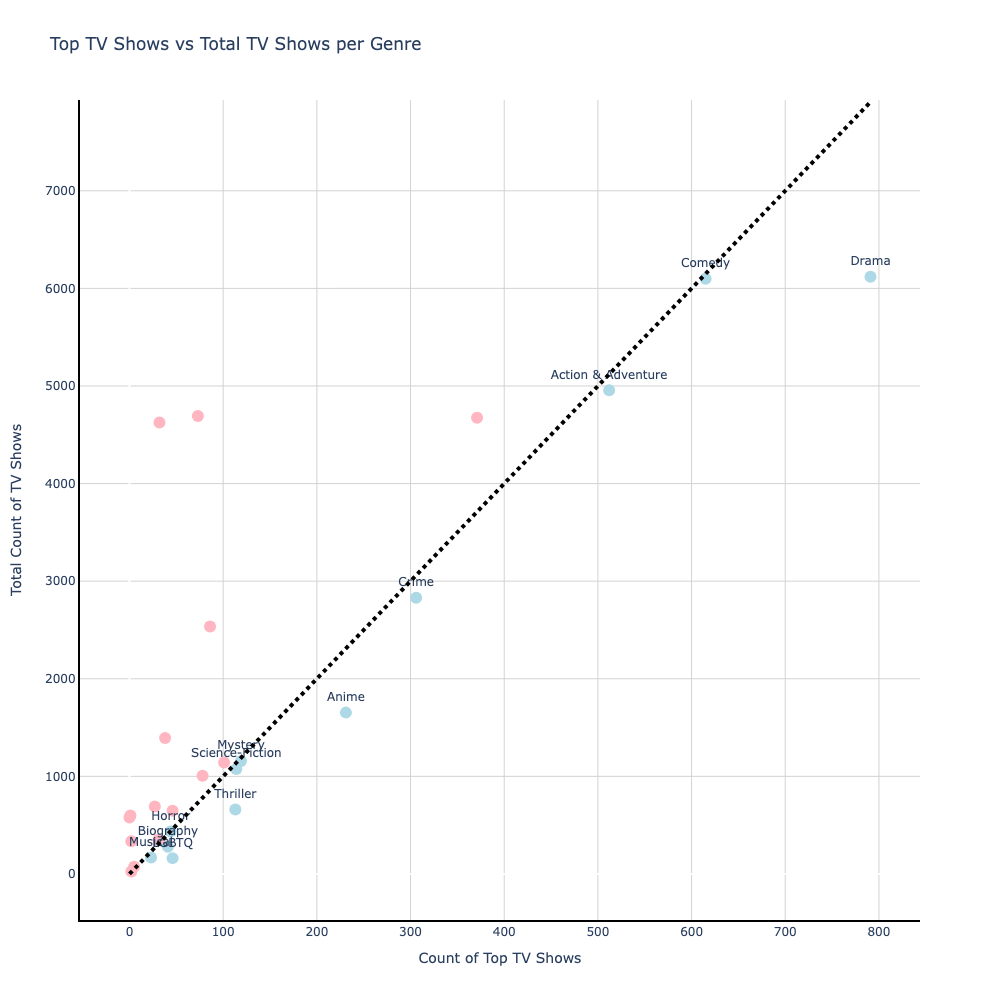 Top TV Shows vs Total TV Shows per Genre
Total Count of TV Shows
7000
6000
5000
4000
3000
2000
1000
0
Comedy
Drama
Action & Adventure
Crime
Anime
Mystery
Science-Fiction
Thriller
Horror
Biography
Musical
LGBTQ
0 100 200 300 400 500 600 700 800
Count of Top TV Shows